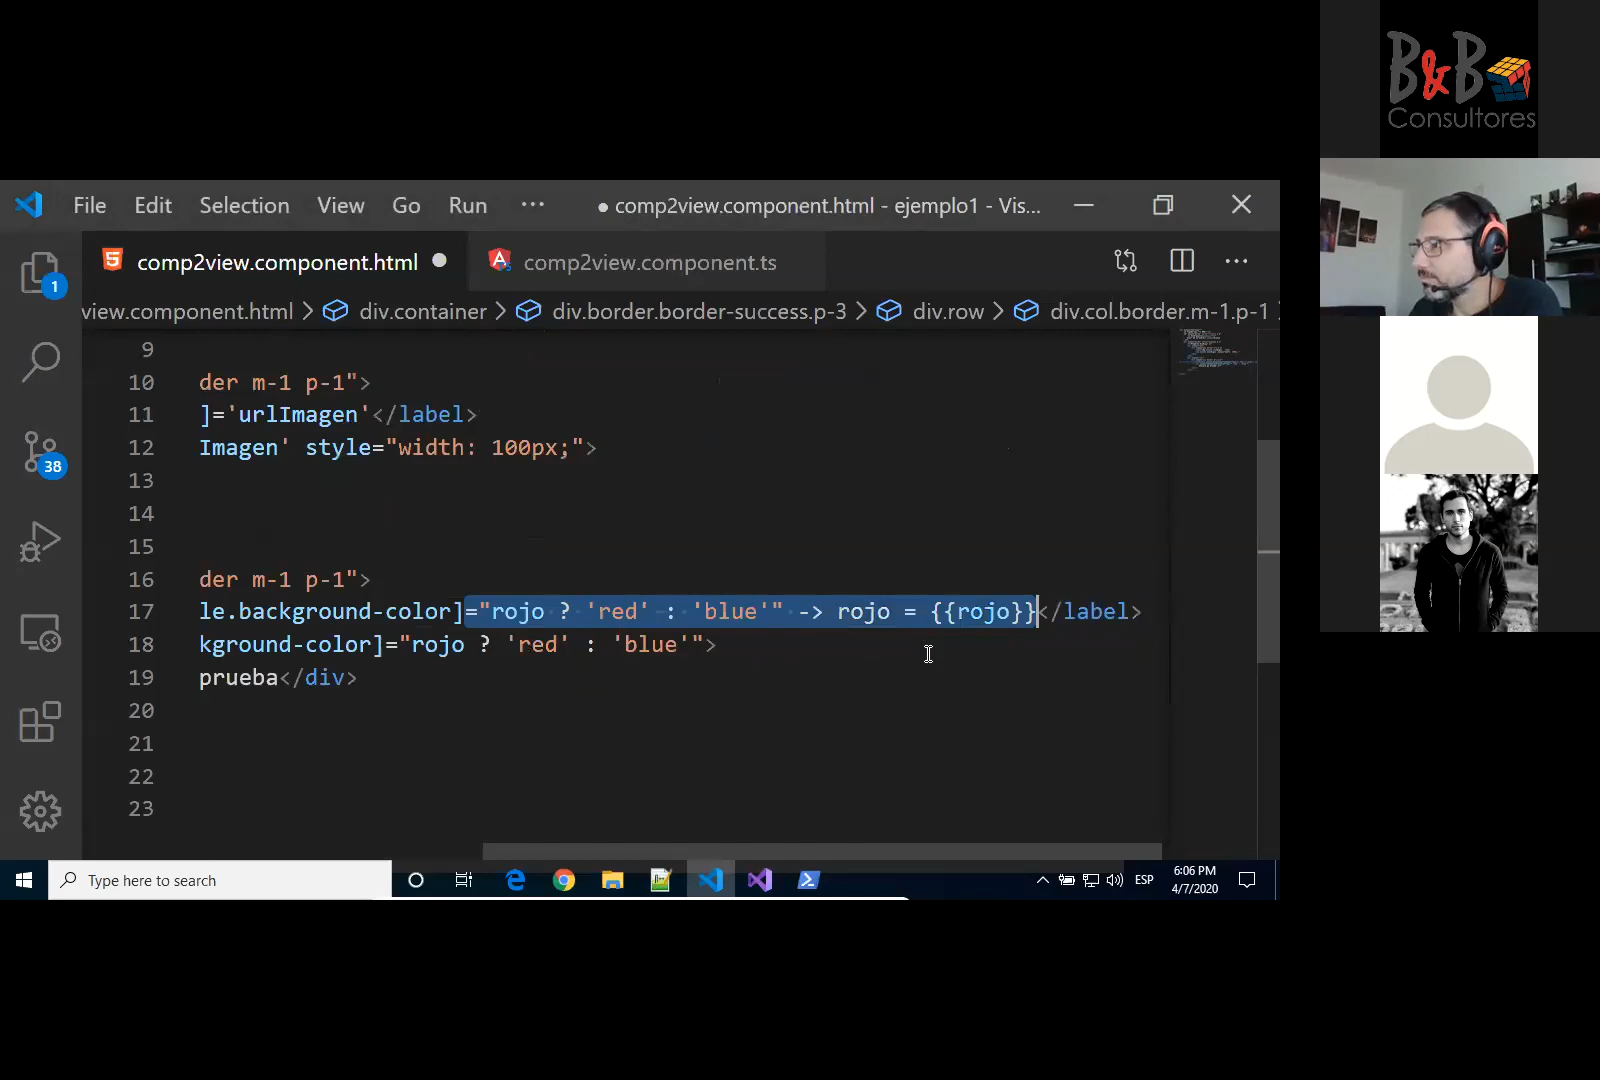 B&B
Consultores
File Edit Selection View Go Run ···
● comp2view.component.html - ejemplo1 - Vis...
comp2view.component.html
comp2view.component.ts
view.component.html > div.container > div.border.border-success.p-3 > div.row > div.col.border.m-1.p-1
1
38
9
10 der m-1 p-1">
11 ]='urlImagen'</label>
12 Imagen' style="width: 100px;">
13
14
15
16 der m-1 p-1">
17 le.background-color]="rojo ? 'red' : 'blue'" -> rojo = {{rojo}}</label>
18 kground-color]="rojo ? 'red' : 'blue'">
19 prueba</div>
20
21
22
23
Type here to search
ESP
6:06 PM
4/7/2020